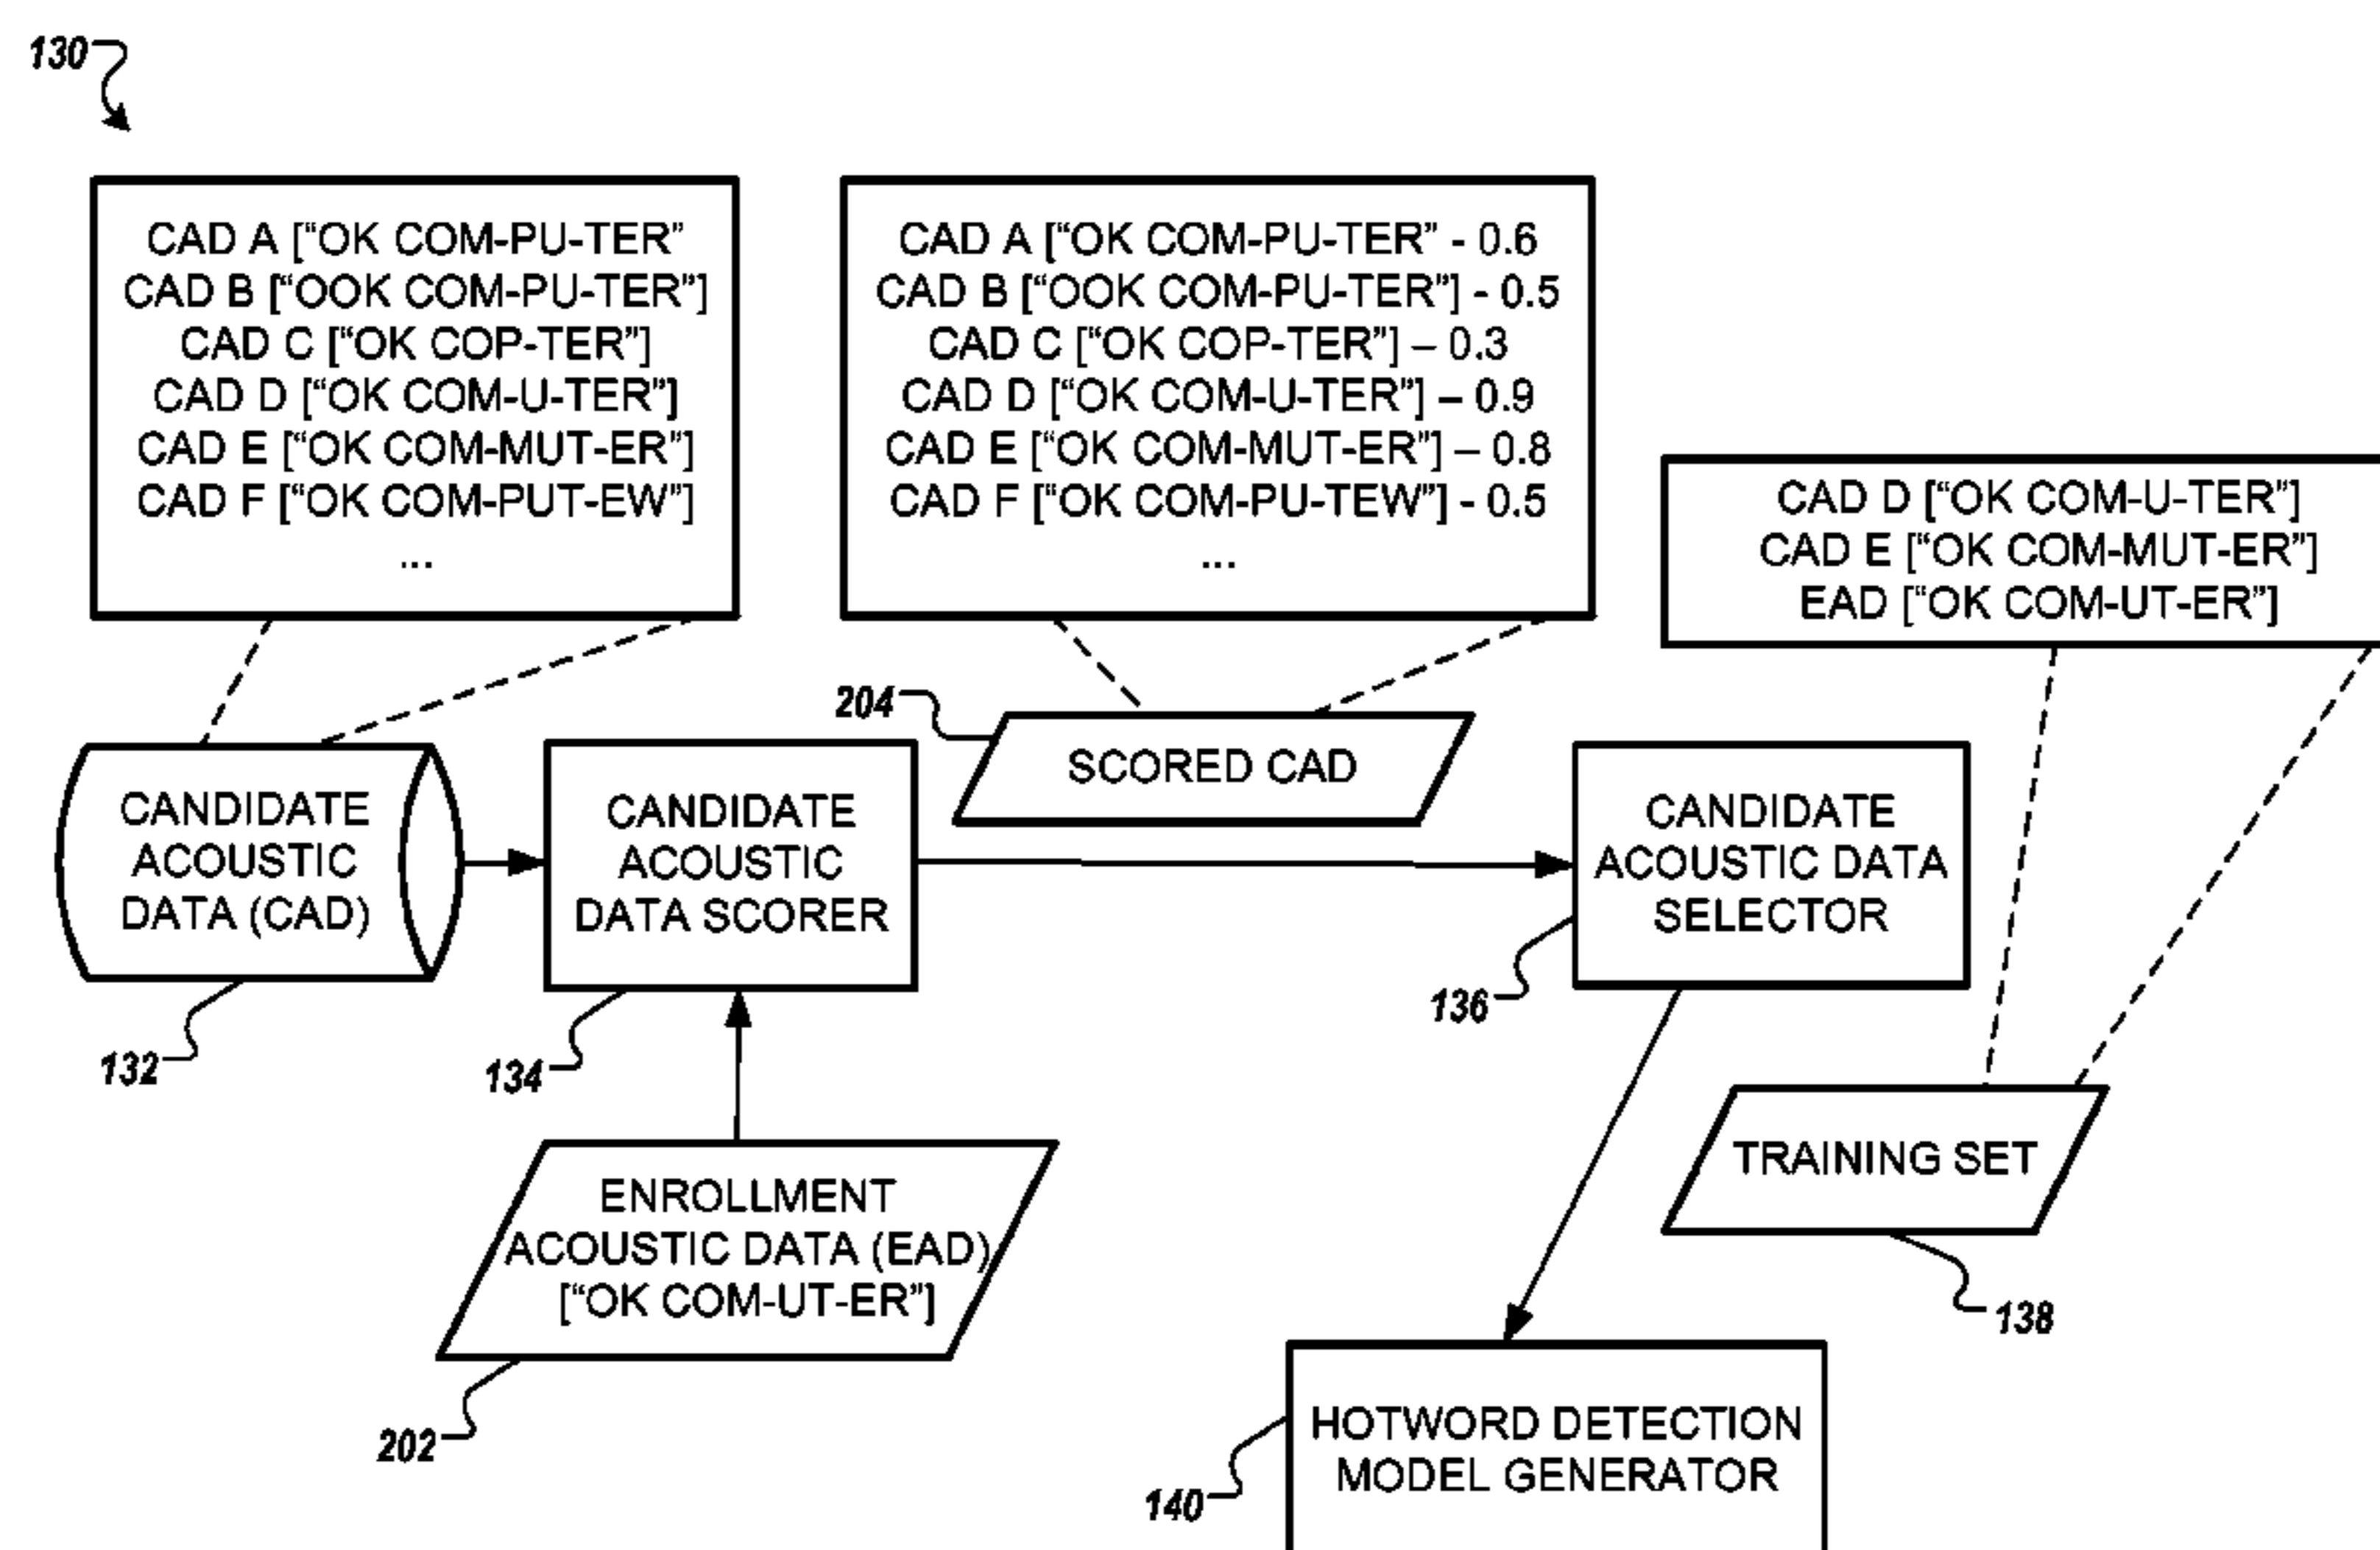 130
CAD A [“OK COM-PU-TER”
CAD B [“OOK COM-PU-TER”]
CAD C [“OK COP-TER”]
CAD D [“OK COM-U-TER”]
CAD E [“OK COM-MUT-ER”]
CAD F [“OK COM-PUT-EW”]
...
CAD A [“OK COM-PU-TER” - 0.6
CAD B [“OOK COM-PU-TER”] - 0.5
CAD C [“OK COP-TER”] – 0.3
CAD D [“OK COM-U-TER”] – 0.9
CAD E [“OK COM-MUT-ER”] – 0.8
CAD F [“OK COM-PU-TEW”] - 0.5
...
CAD D [“OK COM-U-TER”]
CAD E [“OK COM-MUT-ER”]
EAD [“OK COM-UT-ER”]
204
SCORED CAD
CANDIDATE
ACOUSTIC
DATA (CAD)
132
CANDIDATE
ACOUSTIC
DATA SCORER
134
CANDIDATE
ACOUSTIC DATA
SELECTOR
136
ENROLLMENT
ACOUSTIC DATA (EAD)
[“OK COM-UT-ER”]
202
TRAINING SET
138
HOTWORD DETECTION
MODEL GENERATOR
140